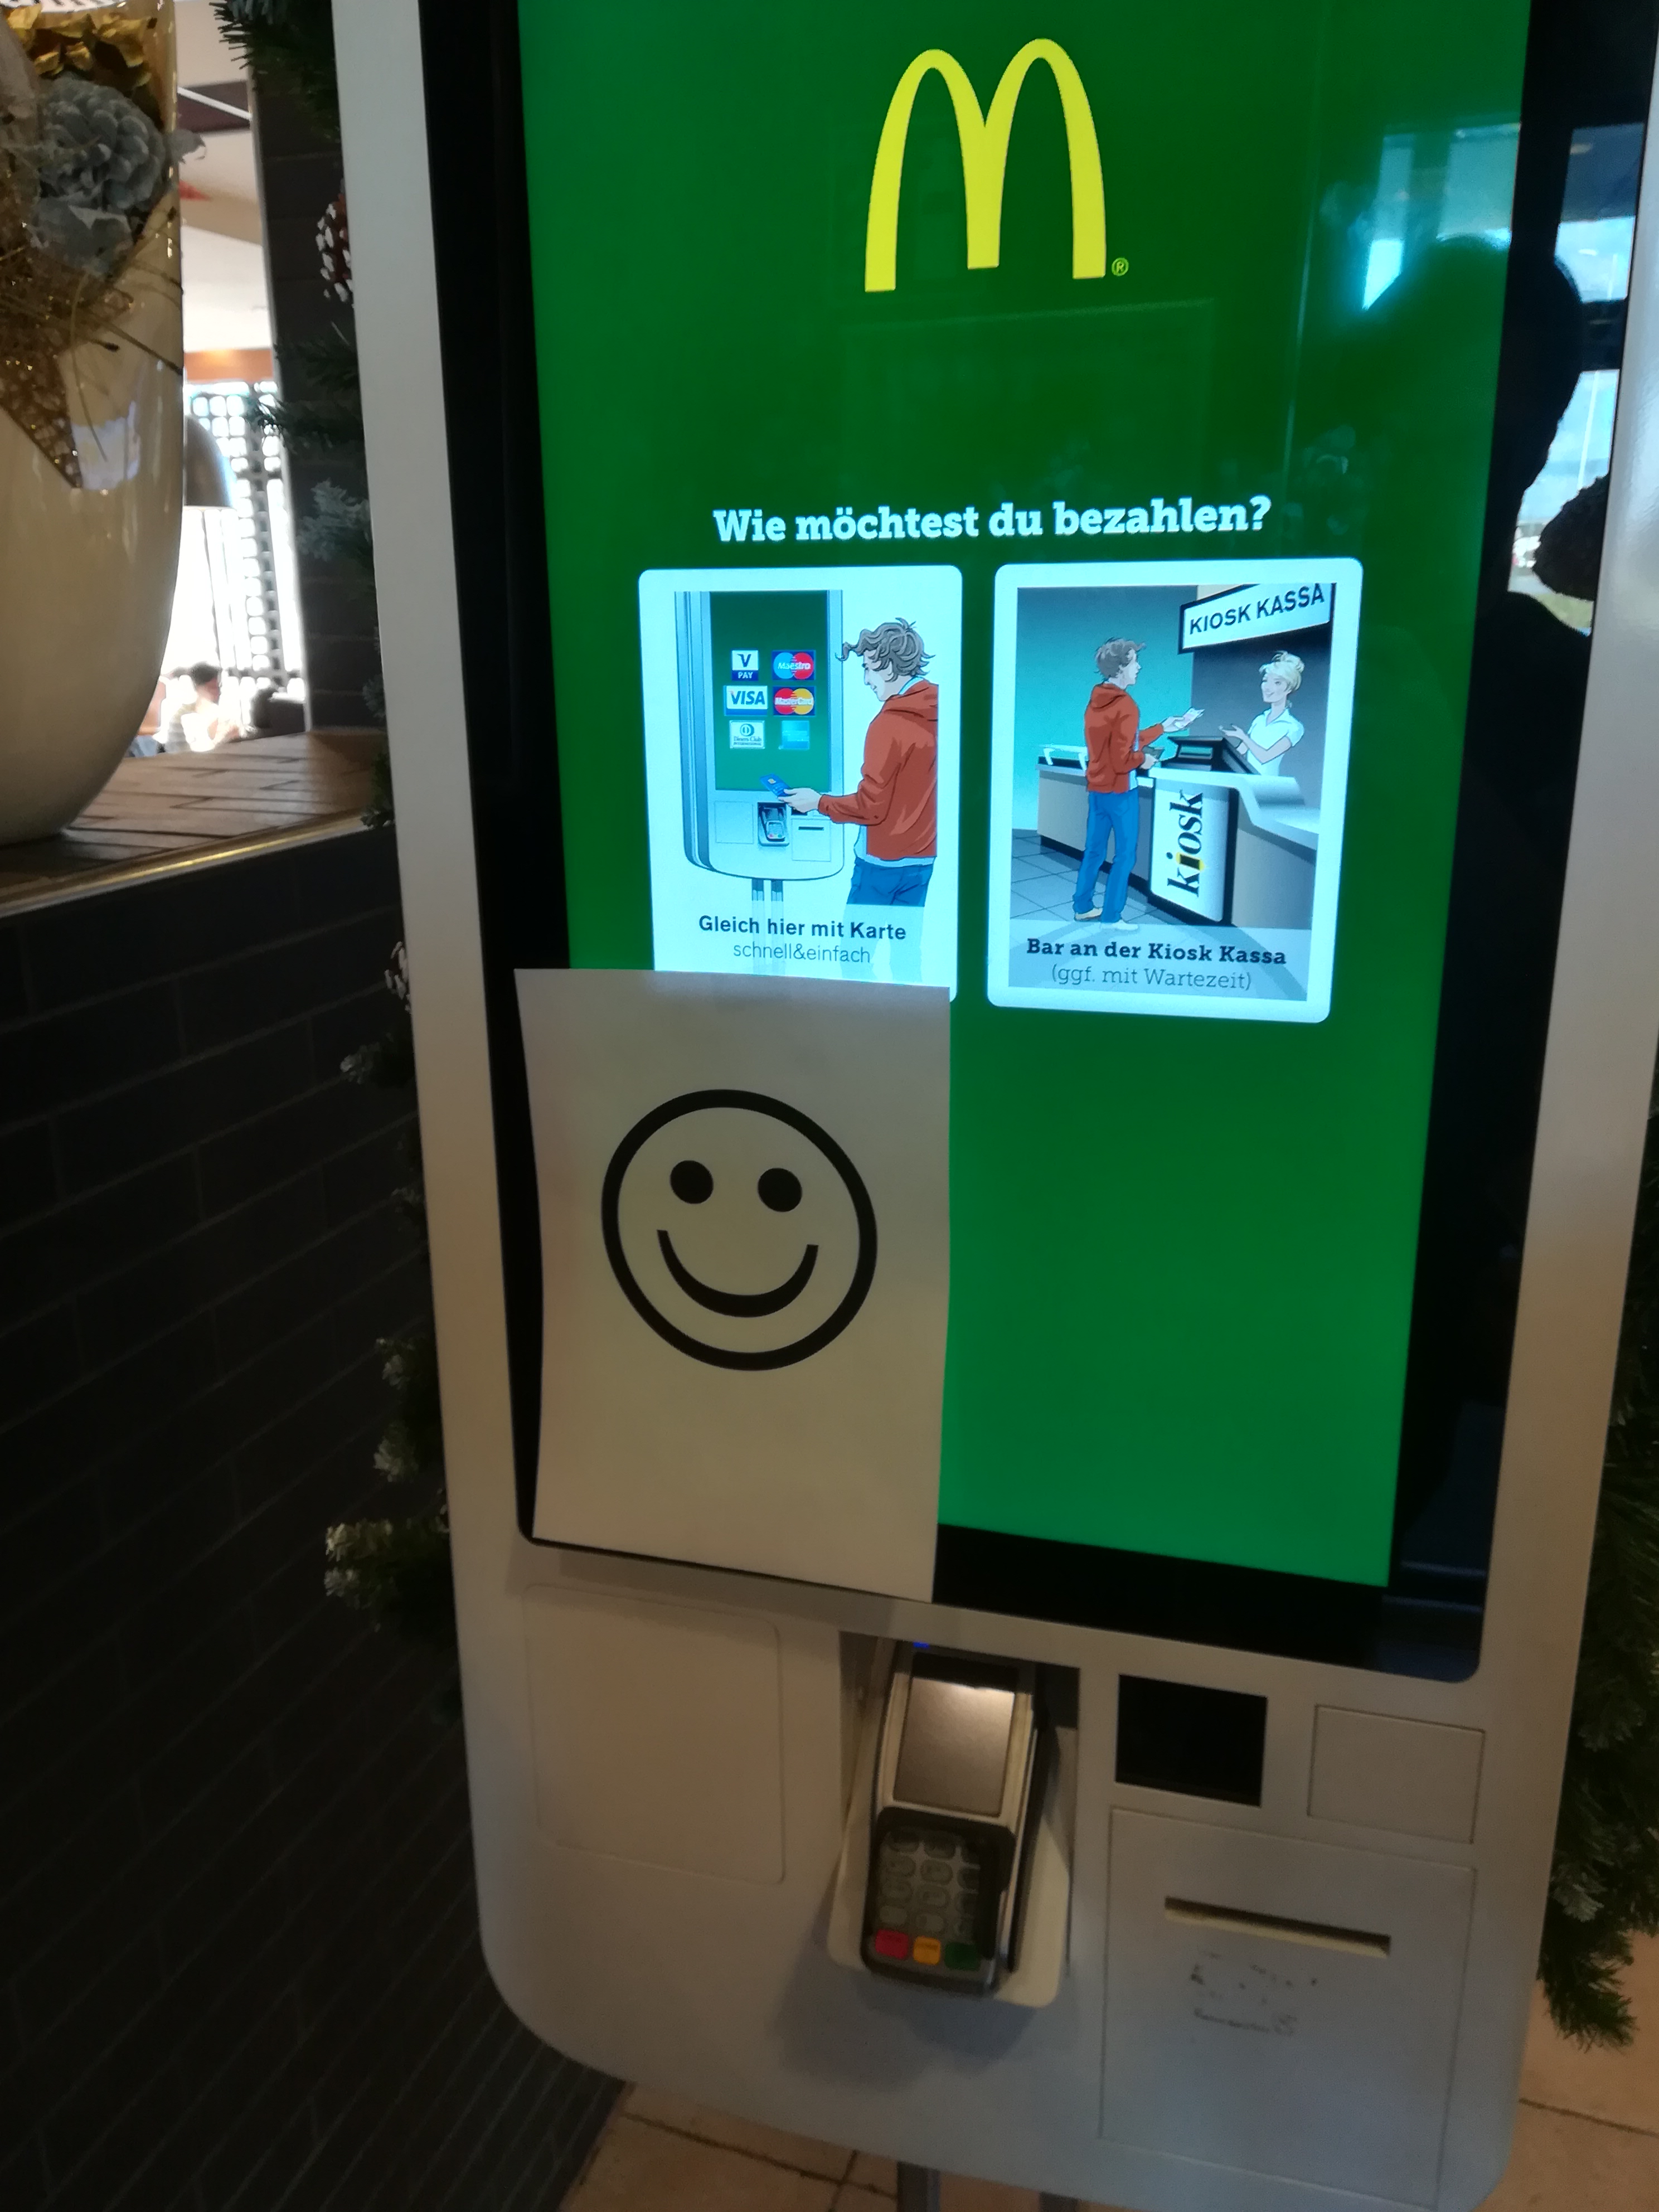 M®
Wie möchtest du bezahlen?
V
PAY
Maestro
VISA
MasterCard
Diners Club
Gleich hier mit Karte
schnell&einfach
KIOSK KASSA
kiosk
Bar an der Kiosk Kassa
(ggf. mit Wartezeit)